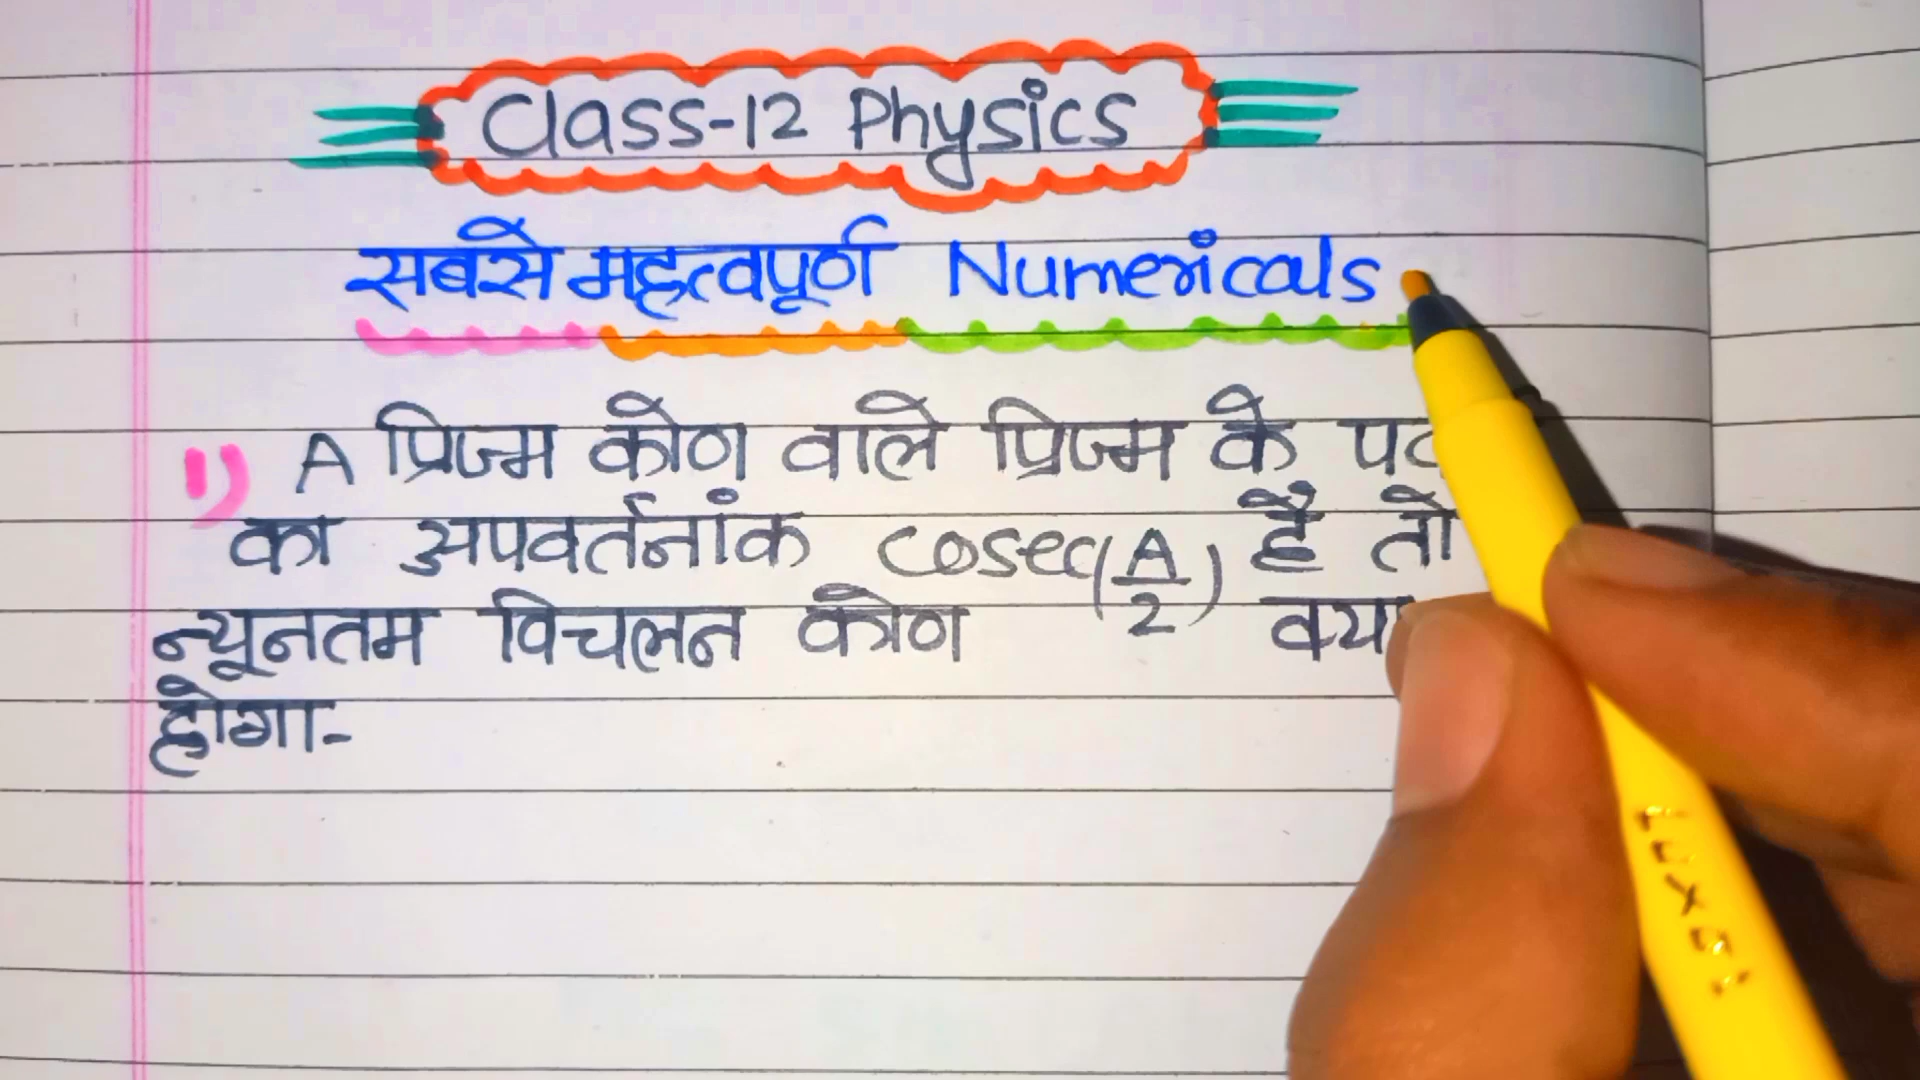 Class-12 Physics
सबसे महत्वपूर्ण Numericals
1) A प्रिज्म कोण वाले प्रिज्म के
का अपवर्तनांक cosec(A/2) है तो
न्यूनतम विचलन कोण क्या
होगा-